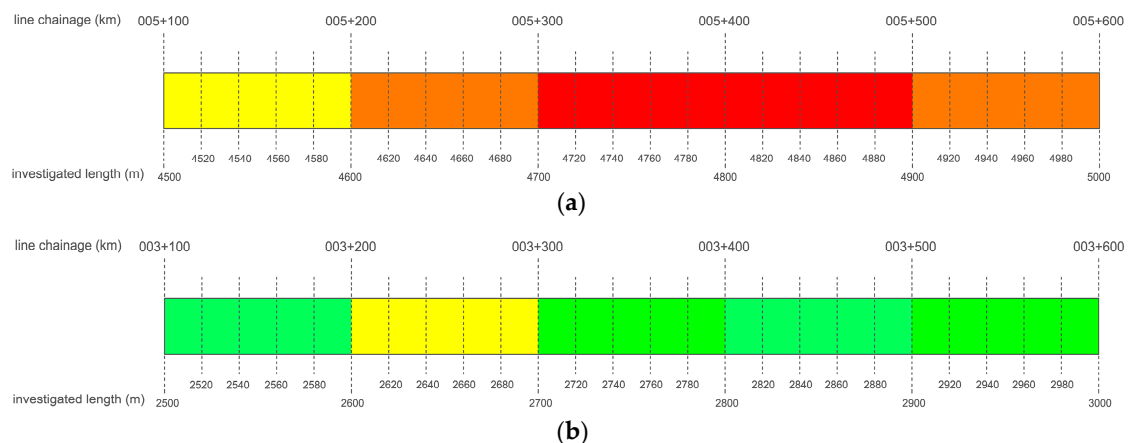 line chainage (km) 005+100 005+200 005+300 005+400 005+500 005+600
4520 4540 4560 4580 4620 4640 4660 4680 4720 4740 4760 4780 4820 4840 4860 4880 4920 4940 4960 4980
investigated length (m) 4500 4600 4700 4800 4900 5000
(a)
line chainage (km) 003+100 003+200 003+300 003+400 003+500 003+600
2520 2540 2560 2580 2620 2640 2660 2680 2720 2740 2760 2780 2820 2840 2860 2880 2920 2940 2960 2980
investigated length (m) 2500 2600 2700 2800 2900 3000
(b)